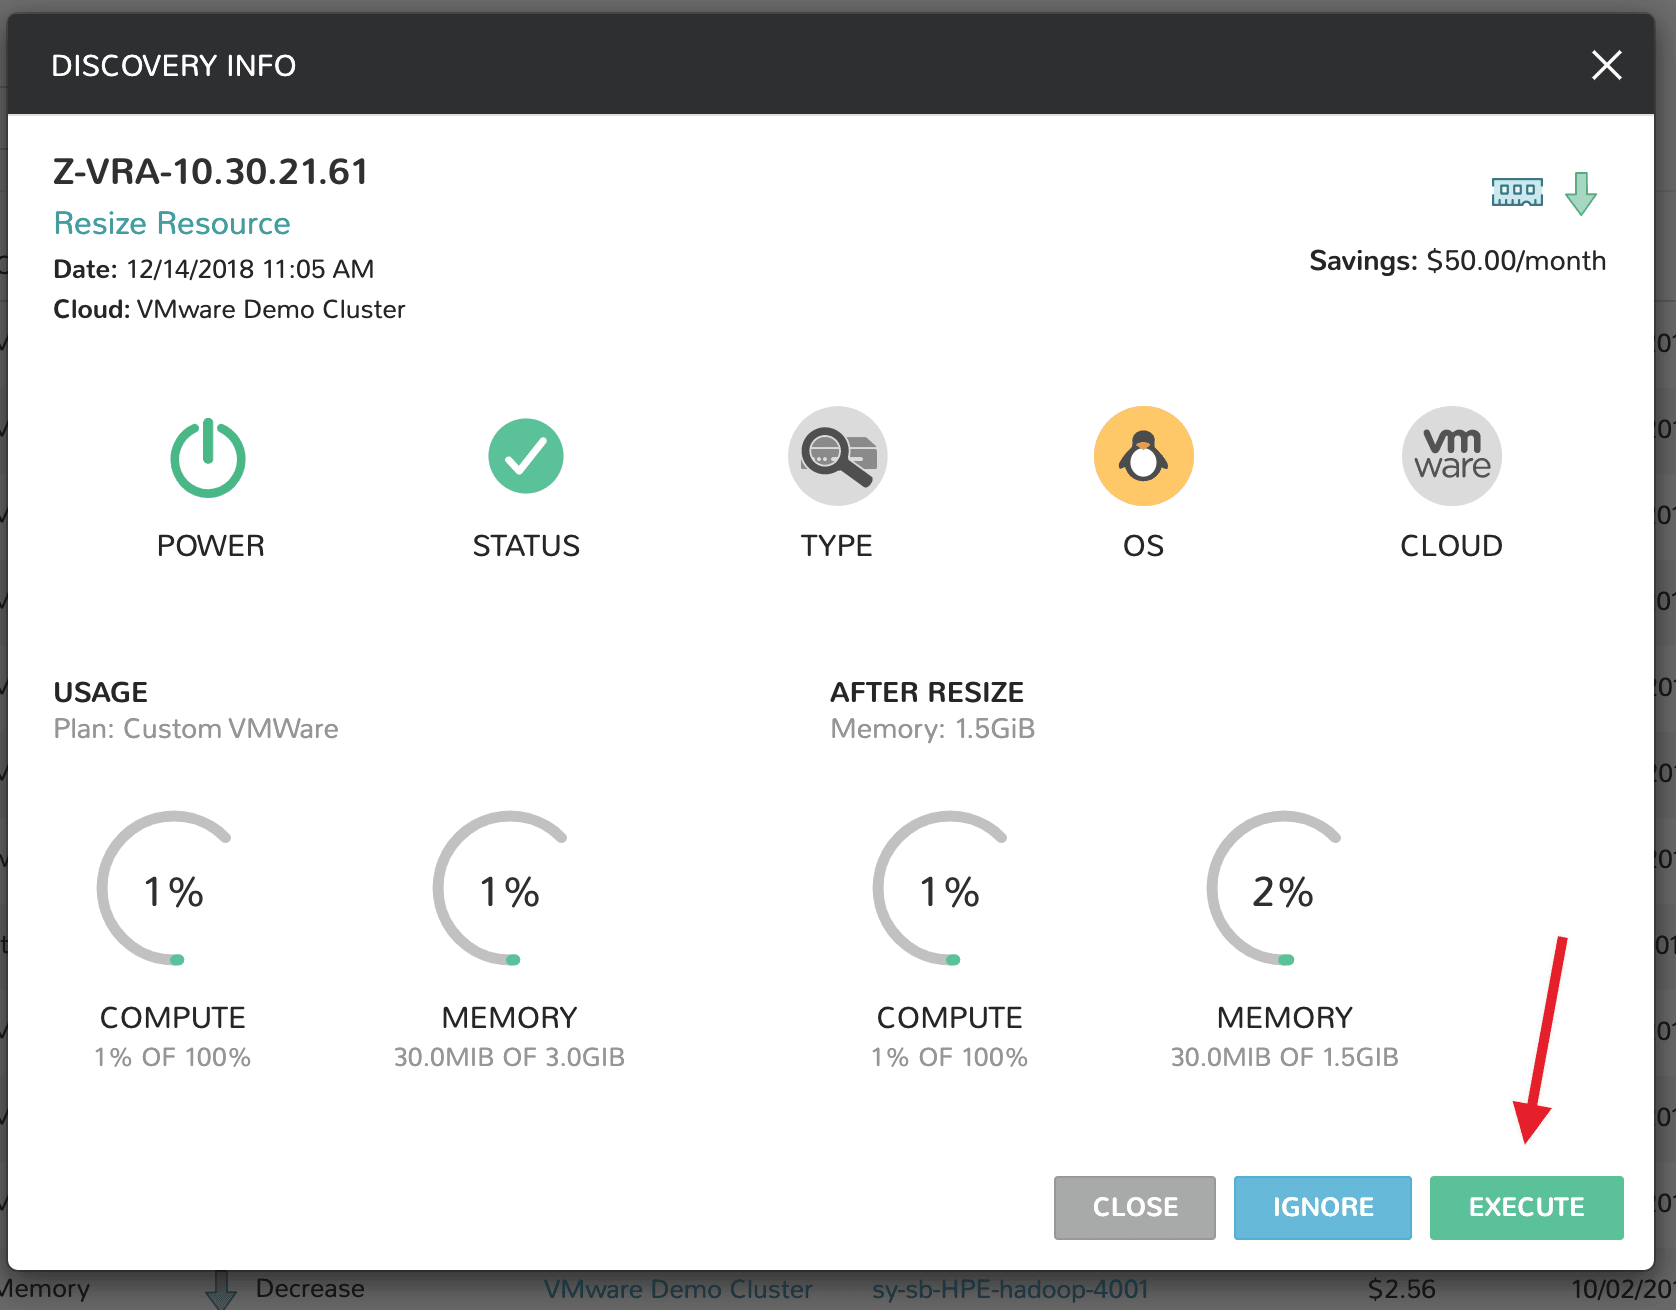 DISCOVERY INFO
Z-VRA-10.30.21.61
Resize Resource
Date: 12/14/2018 11:05 AM
Cloud: VMware Demo Cluster
Savings: $50.00/month
vm
ware
POWER STATUS TYPE OS CLOUD
USAGE
Plan: Custom VMWare
AFTER RESIZE
Memory: 1.5GiB
1% 1% 1% 2%
COMPUTE MEMORY COMPUTE MEMORY
1% OF 100% 30.0MIB OF 3.0GIB 1% OF 100% 30.0MIB OF 1.5GIB
CLOSE IGNORE EXECUTE
Memory Decrease VMware Demo Cluster sy-sb-HPE-hadoop-4001 $2.56 10/02/201